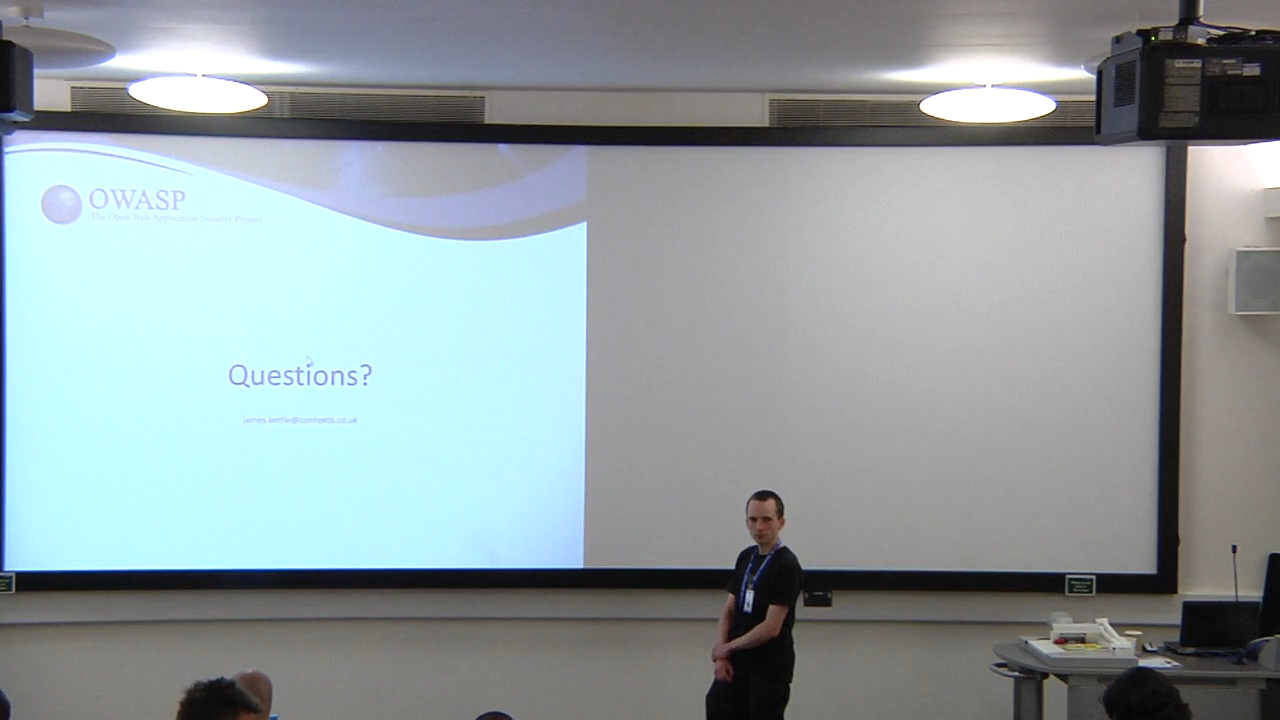 OWASP
The Open Web Application Security Project
Questions?
james.kettle@contextis.co.uk